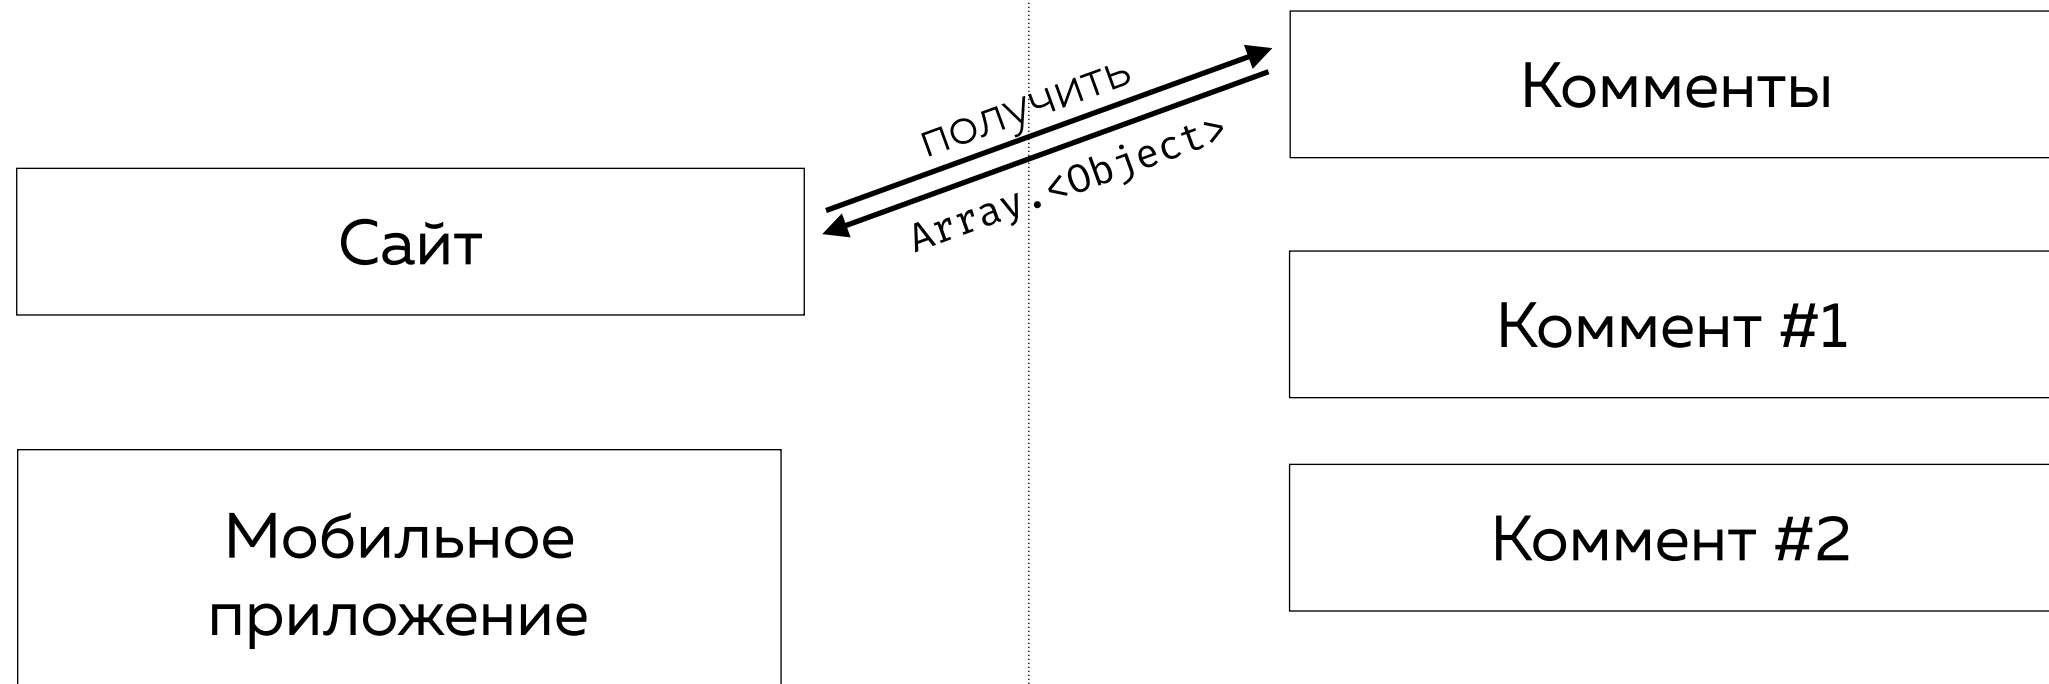 получить
Array.<Object>
Комменты
Сайт
Коммент #1
Мобильное
приложение
Коммент #2